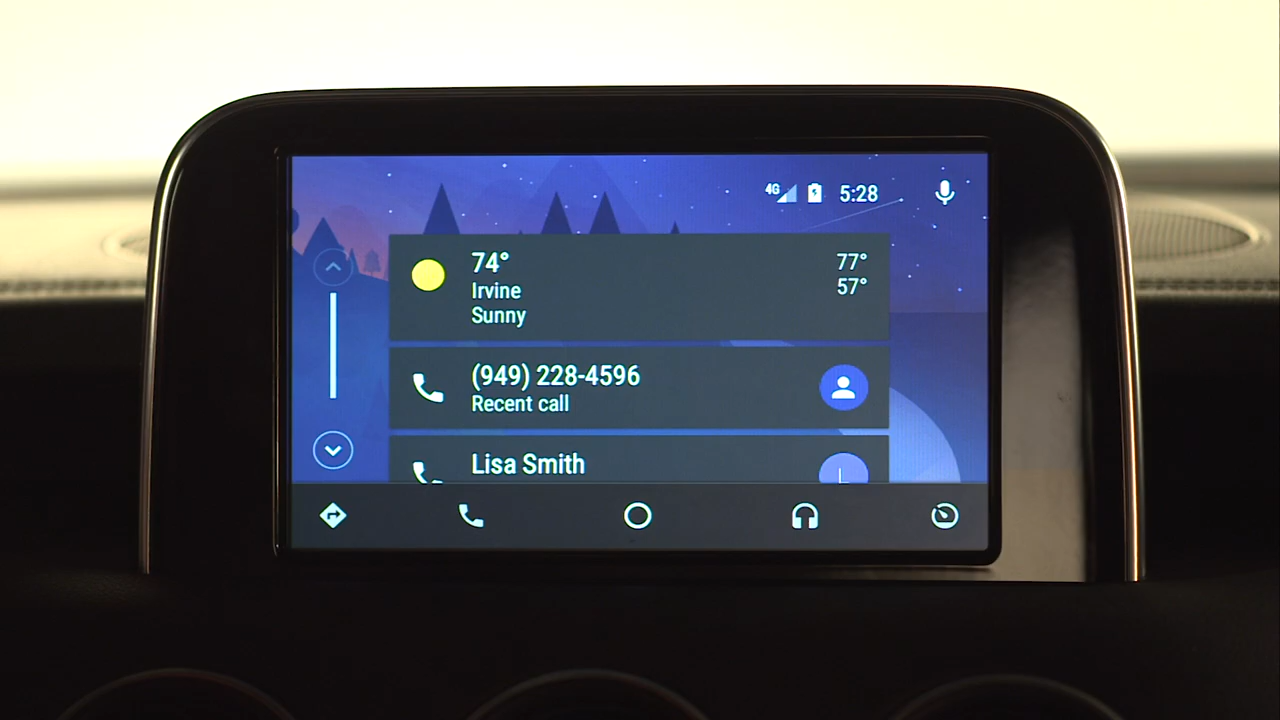 4G 5:28
74° 77°
Irvine 57°
Sunny
(949) 228-4596
Recent call
Lisa Smith
L